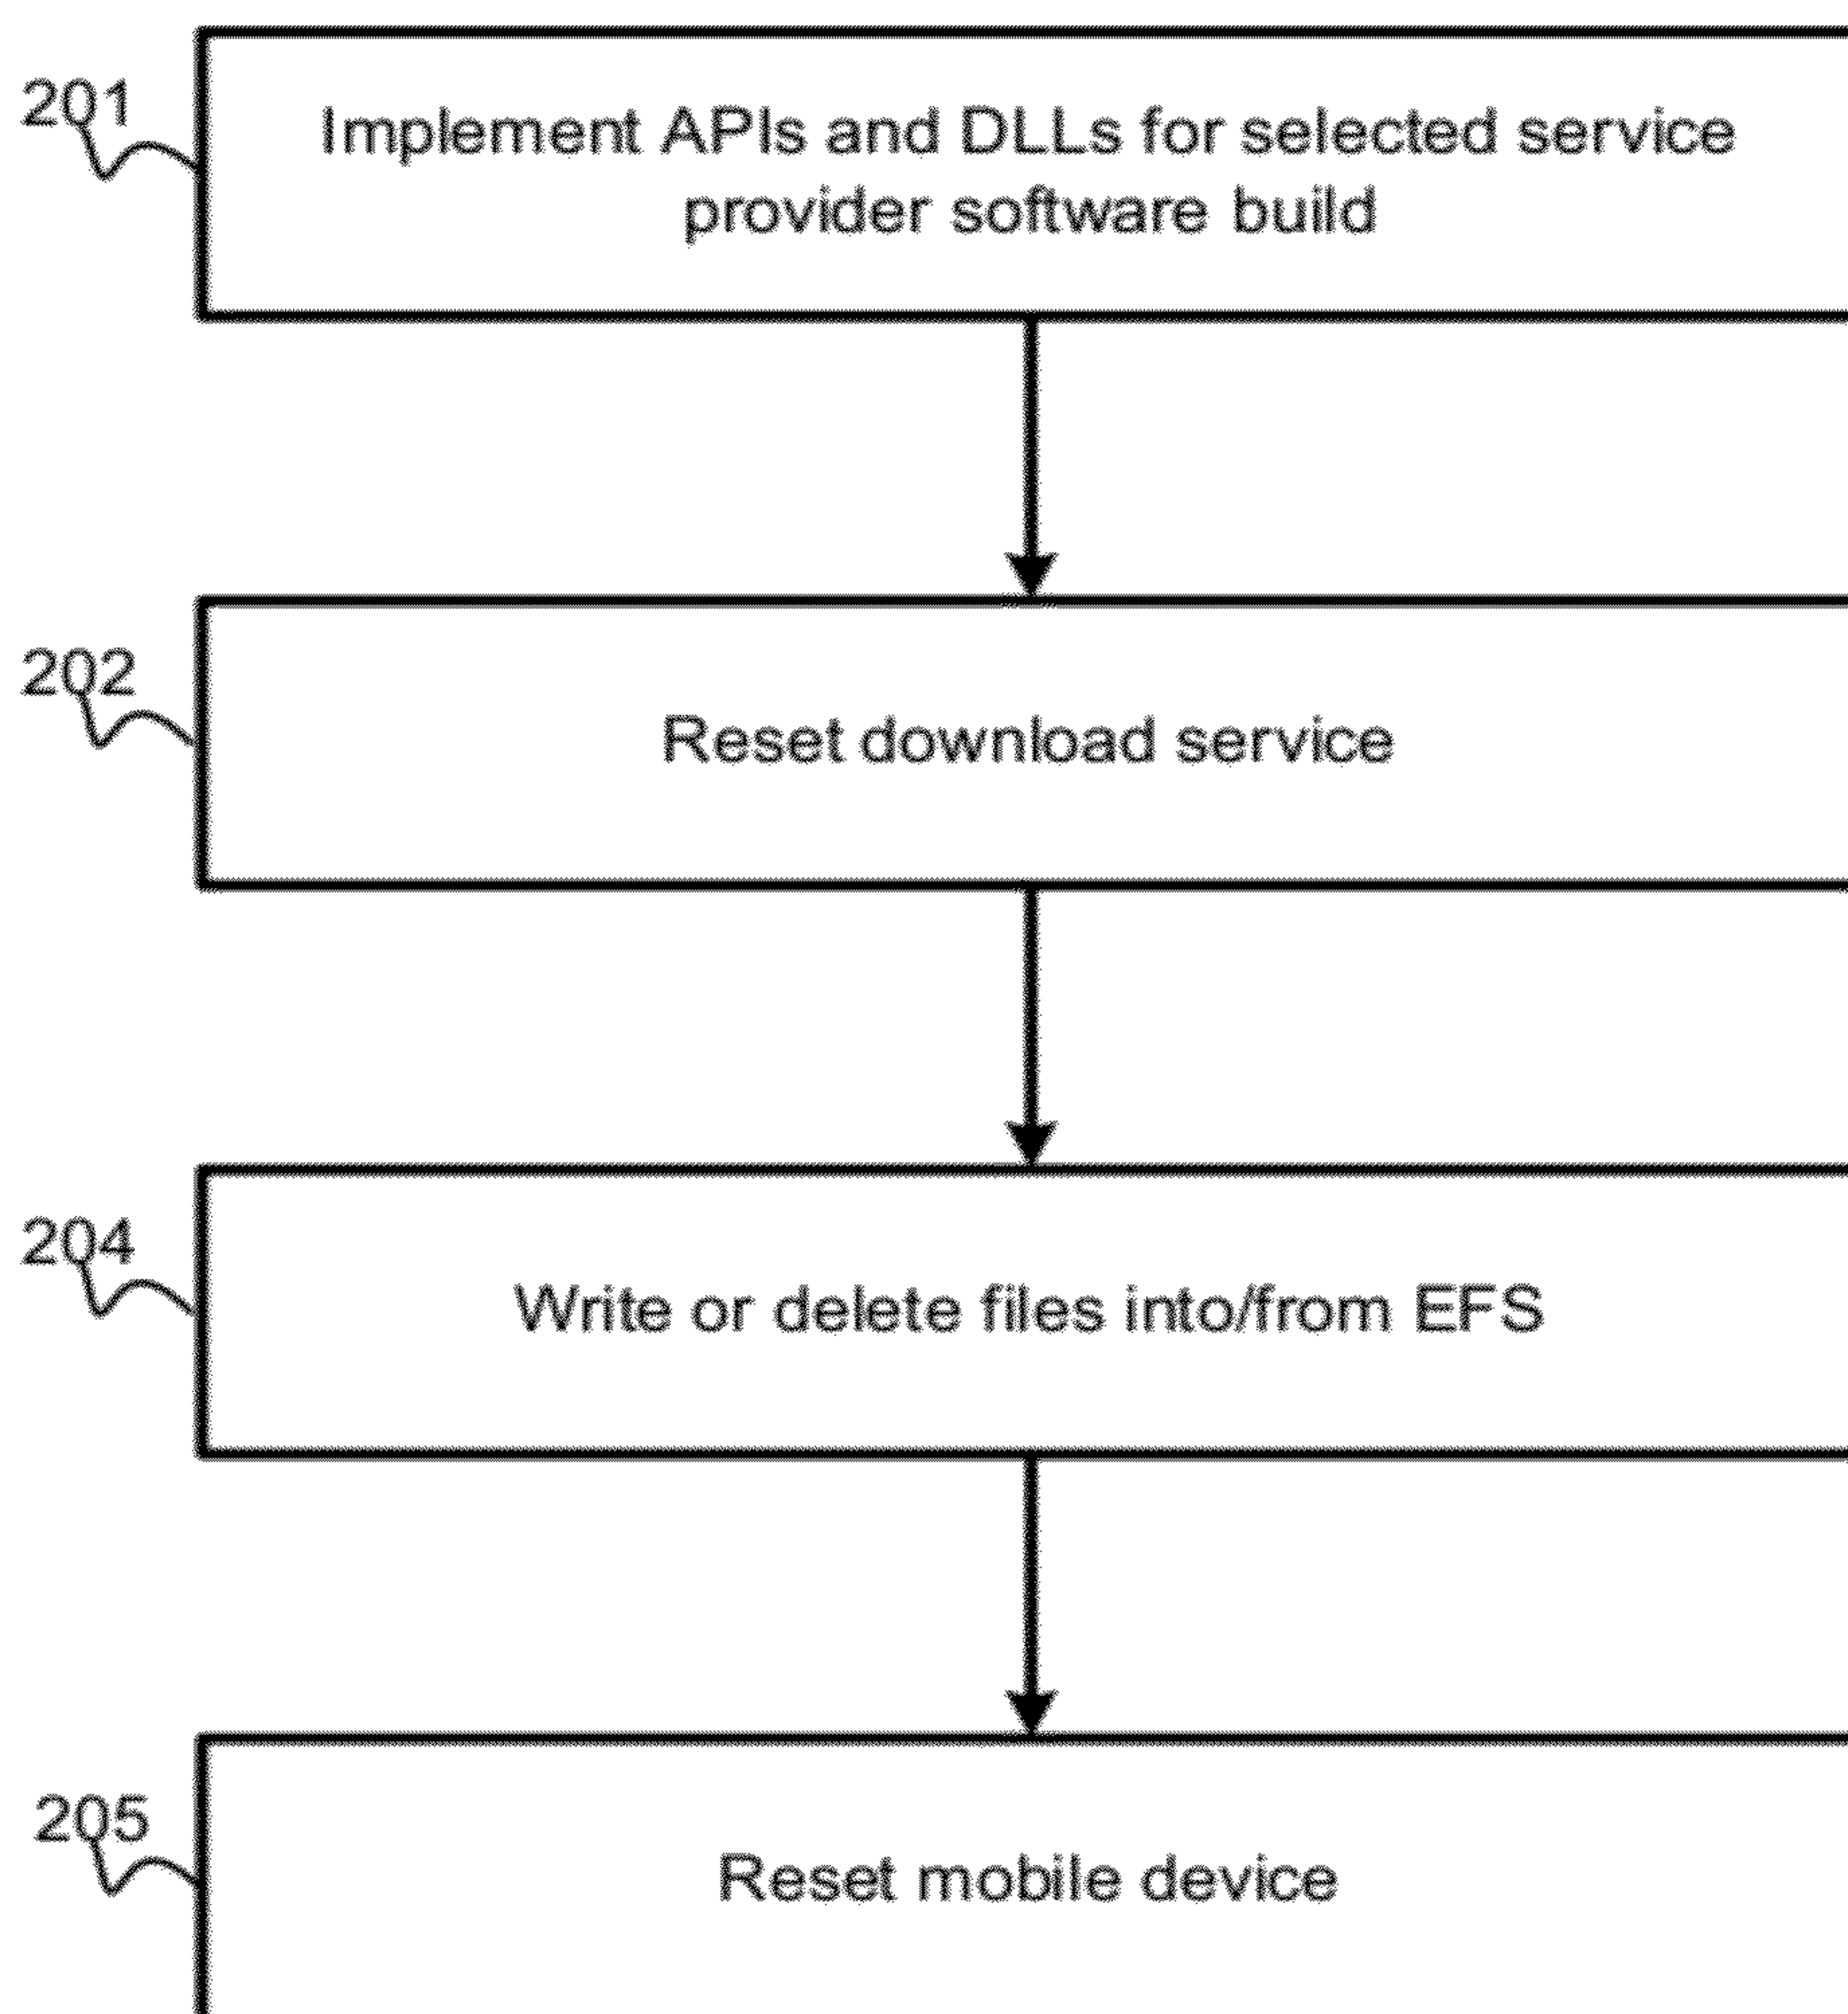 201
Implement APIs and DLLs for selected service
provider software build
202
Reset download service
204
Write or delete files into/from EFS
205
Reset mobile device